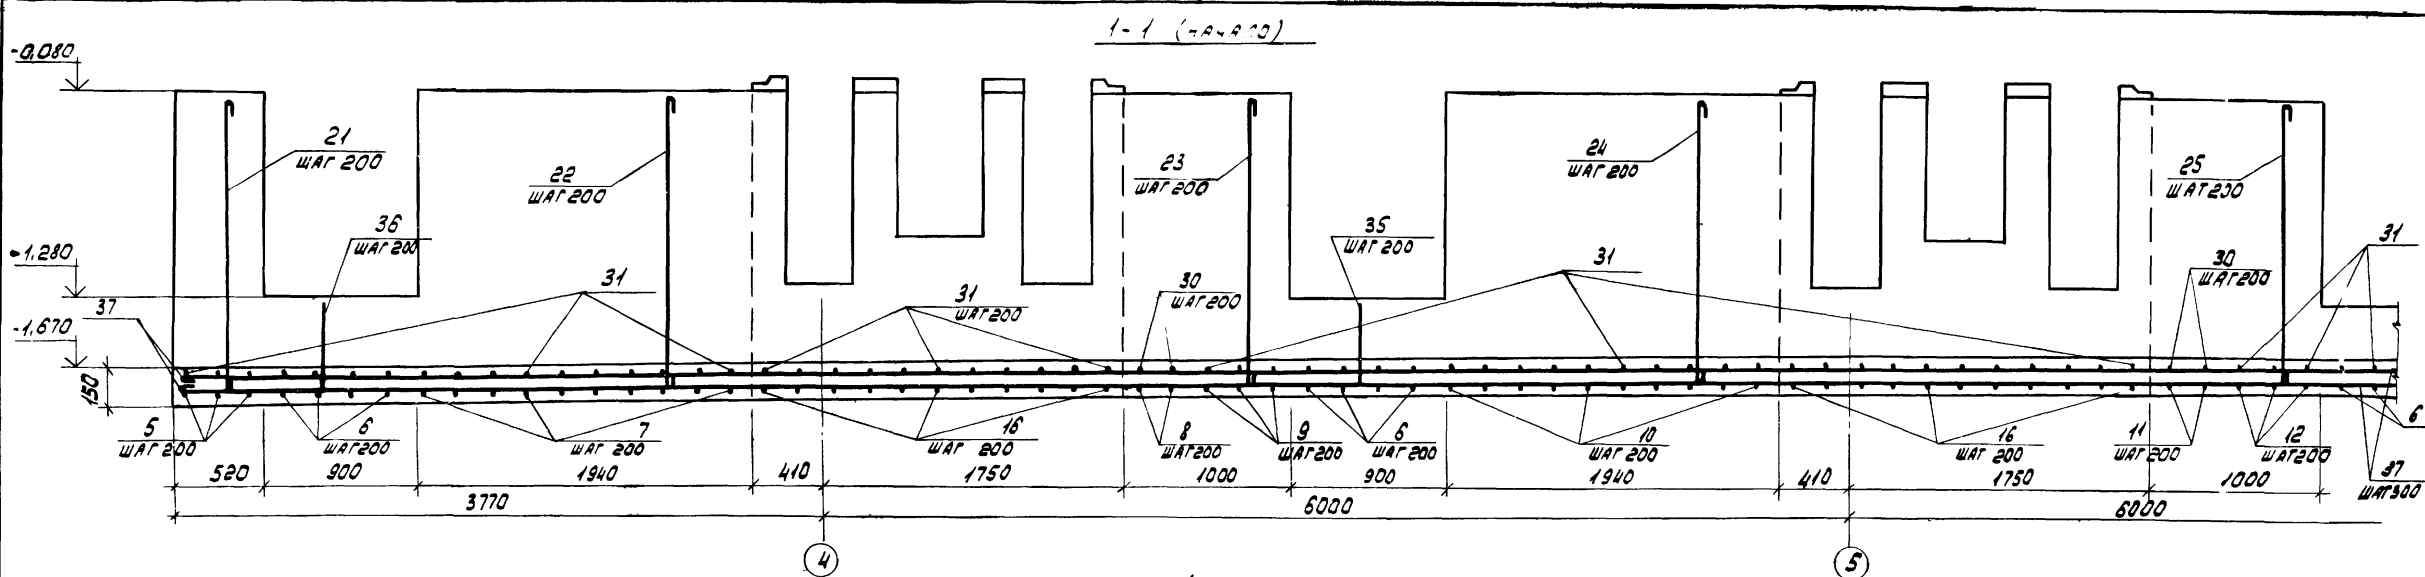 1-1 (начало)
-0,080
21
ШАГ 200
22
ШАГ 200
23
ШАГ 200
24
ШАГ 200
25
ШАГ 200
36
ШАГ 200
35
ШАГ 200
31
-1,280
31
31
ШАГ 200
30
ШАГ 200
31
30
ШАГ 200
37
-1,670
150
5
ШАГ 200
6
ШАГ 200
7
ШАГ 200
16
ШАГ 200
8
ШАГ 200
9
ШАГ 200
6
ШАГ 200
10
ШАГ 200
16
ШАГ 200
11
ШАГ 200
12
ШАГ 200
6
37
ШАГ 300
520 900 1940 410 1750 1000 900 1940 410 1750 1000
3770 6000 6000
4 5